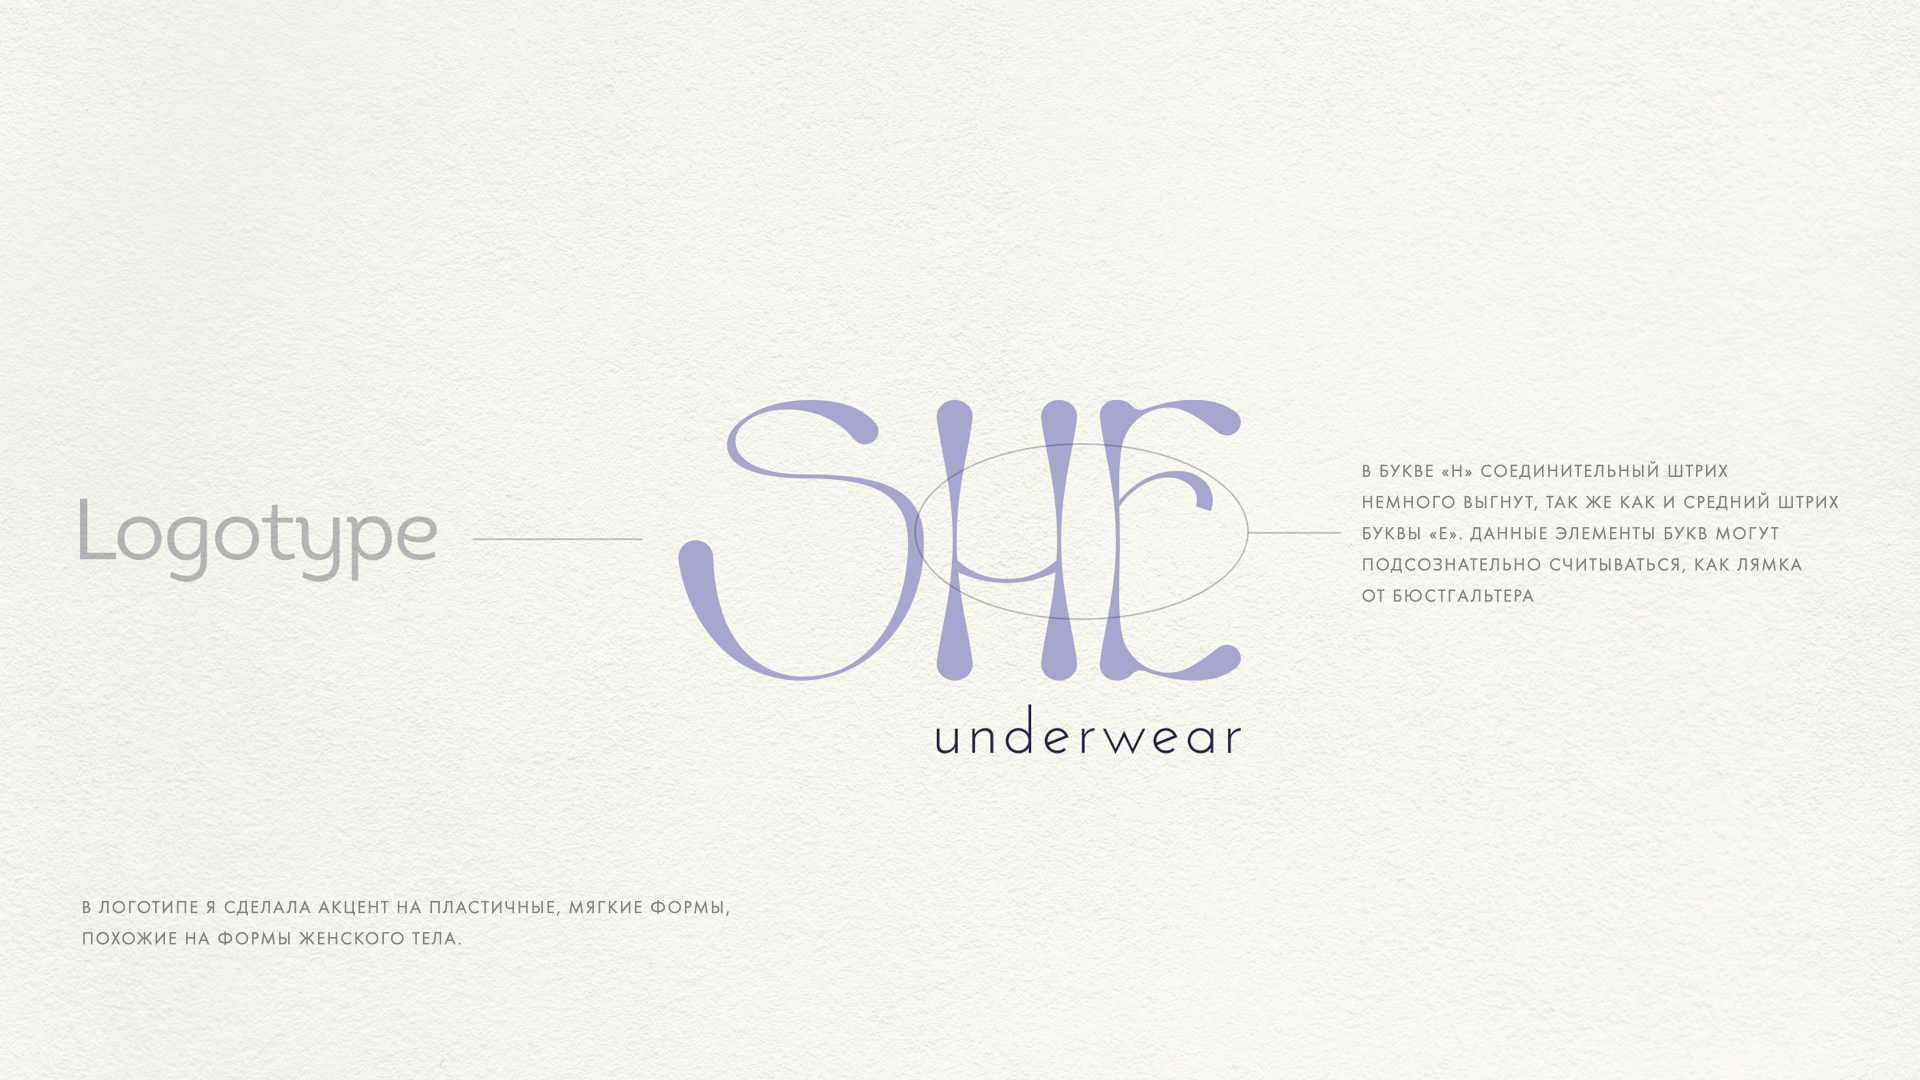 Logotype
SHE
underwear
В БУКВЕ «Н» СОЕДИНИТЕЛЬНЫЙ ШТРИХ
НЕМНОГО ВЫГНУТ, ТАК ЖЕ КАК И СРЕДНИЙ ШТРИХ
БУКВЫ «Е». ДАННЫЕ ЭЛЕМЕНТЫ БУКВ МОГУТ
ПОДСОЗНАТЕЛЬНО СЧИТЫВАТЬСЯ, КАК ЛЯМКА
ОТ БЮСТГАЛЬТЕРА
В ЛОГОТИПЕ Я СДЕЛАЛА АКЦЕНТ НА ПЛАСТИЧНЫЕ, МЯГКИЕ ФОРМЫ,
ПОХОЖИЕ НА ФОРМЫ ЖЕНСКОГО ТЕЛА.